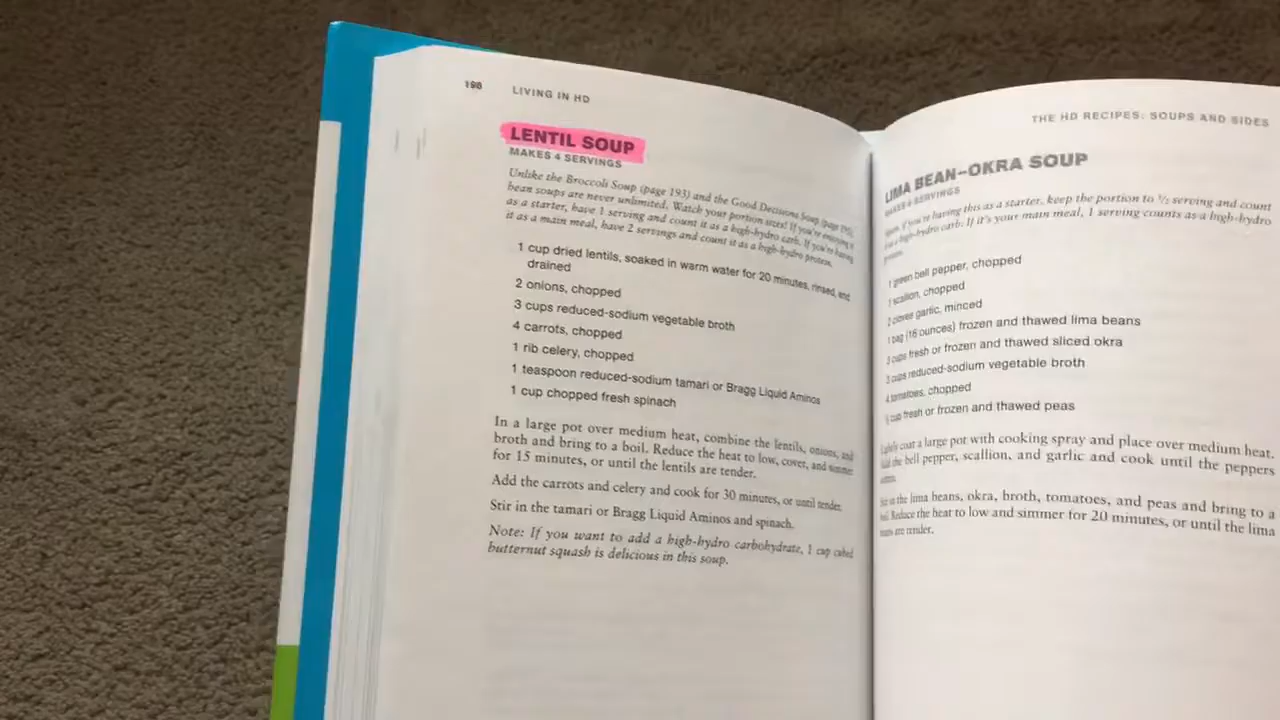 198
LIVING IN HD
LENTIL SOUP
MAKES 4 SERVINGS
Unlike the Broccoli Soup (page 193) and the Good Decisions Soup (page 195),
bean soups are never unlimited. Watch your portion sizes! If you're enjoying it
as a starter, have 1 serving and count it as a high-hydro carb. If you're having
it as a main meal, have 2 servings and count it as a high-hydro protein.
1 cup dried lentils, soaked in warm water for 20 minutes, rinsed, and
drained
2 onions, chopped
3 cups reduced-sodium vegetable broth
4 carrots, chopped
1 rib celery, chopped
1 teaspoon reduced-sodium tamari or Bragg Liquid Aminos
1 cup chopped fresh spinach
In a large pot over medium heat, combine the lentils, onions, and
broth and bring to a boil. Reduce the heat to low, cover, and simmer
for 15 minutes, or until the lentils are tender.
Add the carrots and celery and cook for 30 minutes, or until tender.
Stir in the tamari or Bragg Liquid Aminos and spinach.
Note: If you want to add a high-hydro carbohydrate, 1 cup cubed
butternut squash is delicious in this soup.
THE HD RECIPES: SOUPS AND SIDES
LIMA BEAN–OKRA SOUP
MAKES SERVINGS
Again, if you're having this as a starter, keep the portion to ½ serving and count
it as a high-hydro carb. If it's your main meal, 1 serving counts as a high-hydro
protein.
1 green bell pepper, chopped
1 scallion, chopped
2 cloves garlic, minced
1 bag (16 ounces) frozen and thawed lima beans
3 cups fresh or frozen and thawed sliced okra
3 cups reduced-sodium vegetable broth
4 tomatoes, chopped
cup fresh or frozen and thawed peas
Lightly coat a large pot with cooking spray and place over medium heat.
Add the bell pepper, scallion, and garlic and cook until the peppers
Stir in the lima beans, okra, broth, tomatoes, and peas and bring to a
boil. Reduce the heat to low and simmer for 20 minutes, or until the lima
beans are tender.